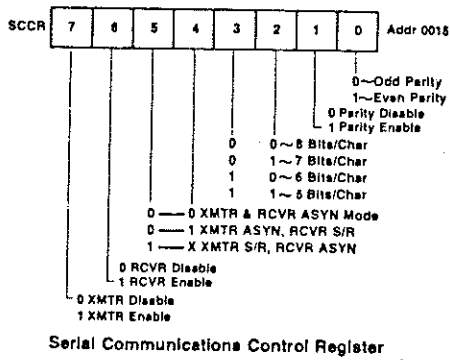 SCCR 7 6 5 4 3 2 1 0 Addr 0015
0~Odd Parity
1~Even Parity
0 Parity Disable
1 Parity Enable
0 0~8 Bits/Char
0 1~7 Bits/Char
1 0~6 Bits/Char
1 1~5 Bits/Char
0 — 0 XMTR & RCVR ASYN Mode
0 — 1 XMTR ASYN, RCVR S/R
1 — X XMTR S/R, RCVR ASYN
0 RCVR Disable
1 RCVR Enable
0 XMTR Disable
1 XMTR Enable
Serial Communications Control Register